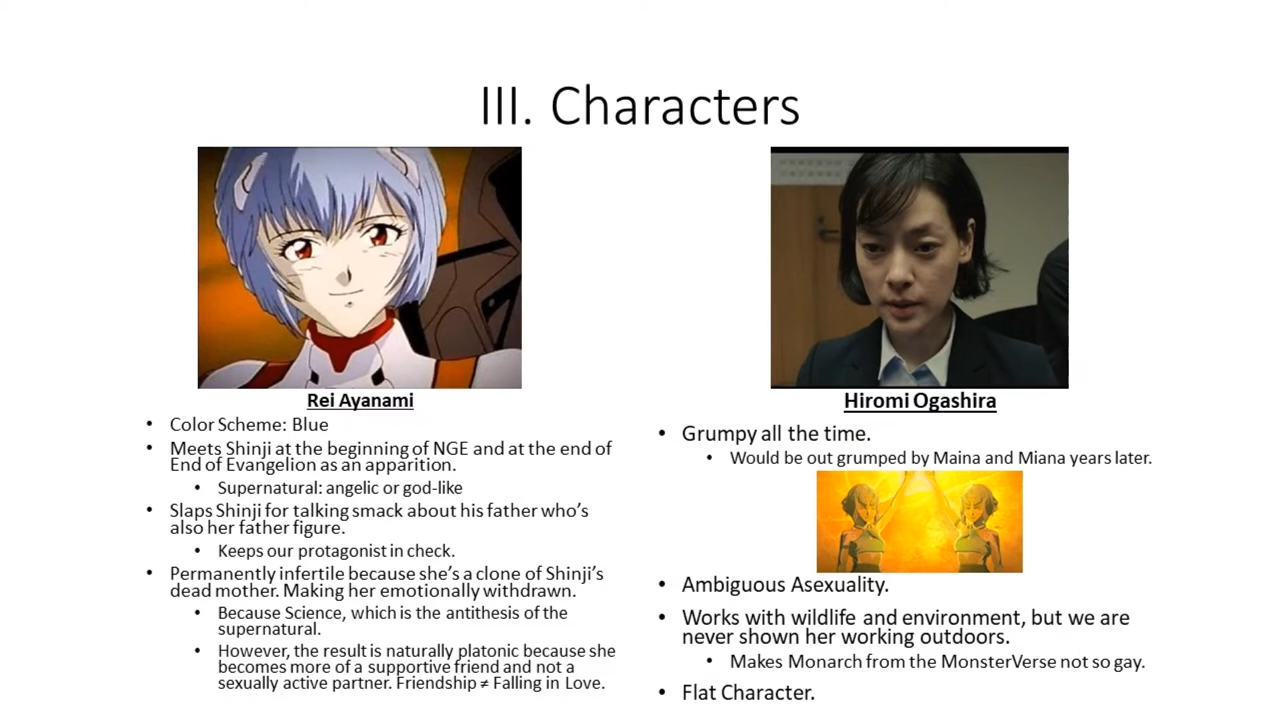 III. Characters
Rei Ayanami
• Color Scheme: Blue
• Meets Shinji at the beginning of NGE and at the end of
End of Evangelion as an apparition.
• Supernatural: angelic or god-like
• Slaps Shinji for talking smack about his father who's
also her father figure.
• Keeps our protagonist in check.
• Permanently infertile because she's a clone of Shinji's
dead mother. Making her emotionally withdrawn.
• Because Science, which is the antithesis of the
supernatural.
• However, the result is naturally platonic because she
becomes more of a supportive friend and not a
sexually active partner. Friendship ≠ Falling in Love.
Hiromi Ogashira
• Grumpy all the time.
• Would be out grumped by Maina and Miana years later.
• Ambiguous Asexuality.
• Works with wildlife and environment, but we are
never shown her working outdoors.
• Makes Monarch from the MonsterVerse not so gay.
• Flat Character.